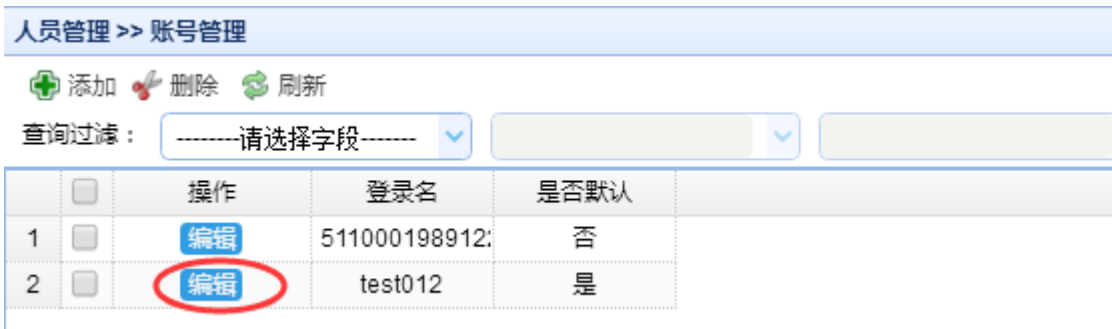 人员管理 >> 账号管理
添加 删除 刷新
查询过滤： --------请选择字段-------
操作 登录名 是否默认
1 编辑 5110001989122 否
2 编辑 test012 是